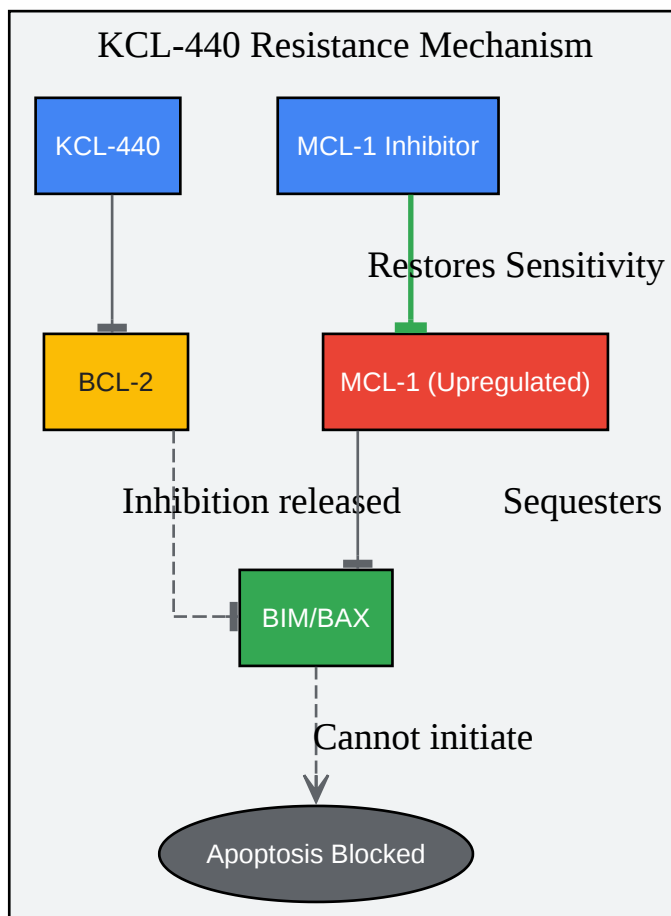 KCL-440 Resistance Mechanism
KCL-440
MCL-1 Inhibitor
Restores Sensitivity
BCL-2
MCL-1 (Upregulated)
Inhibition released
Sequesters
BIM/BAX
Cannot initiate
Apoptosis Blocked